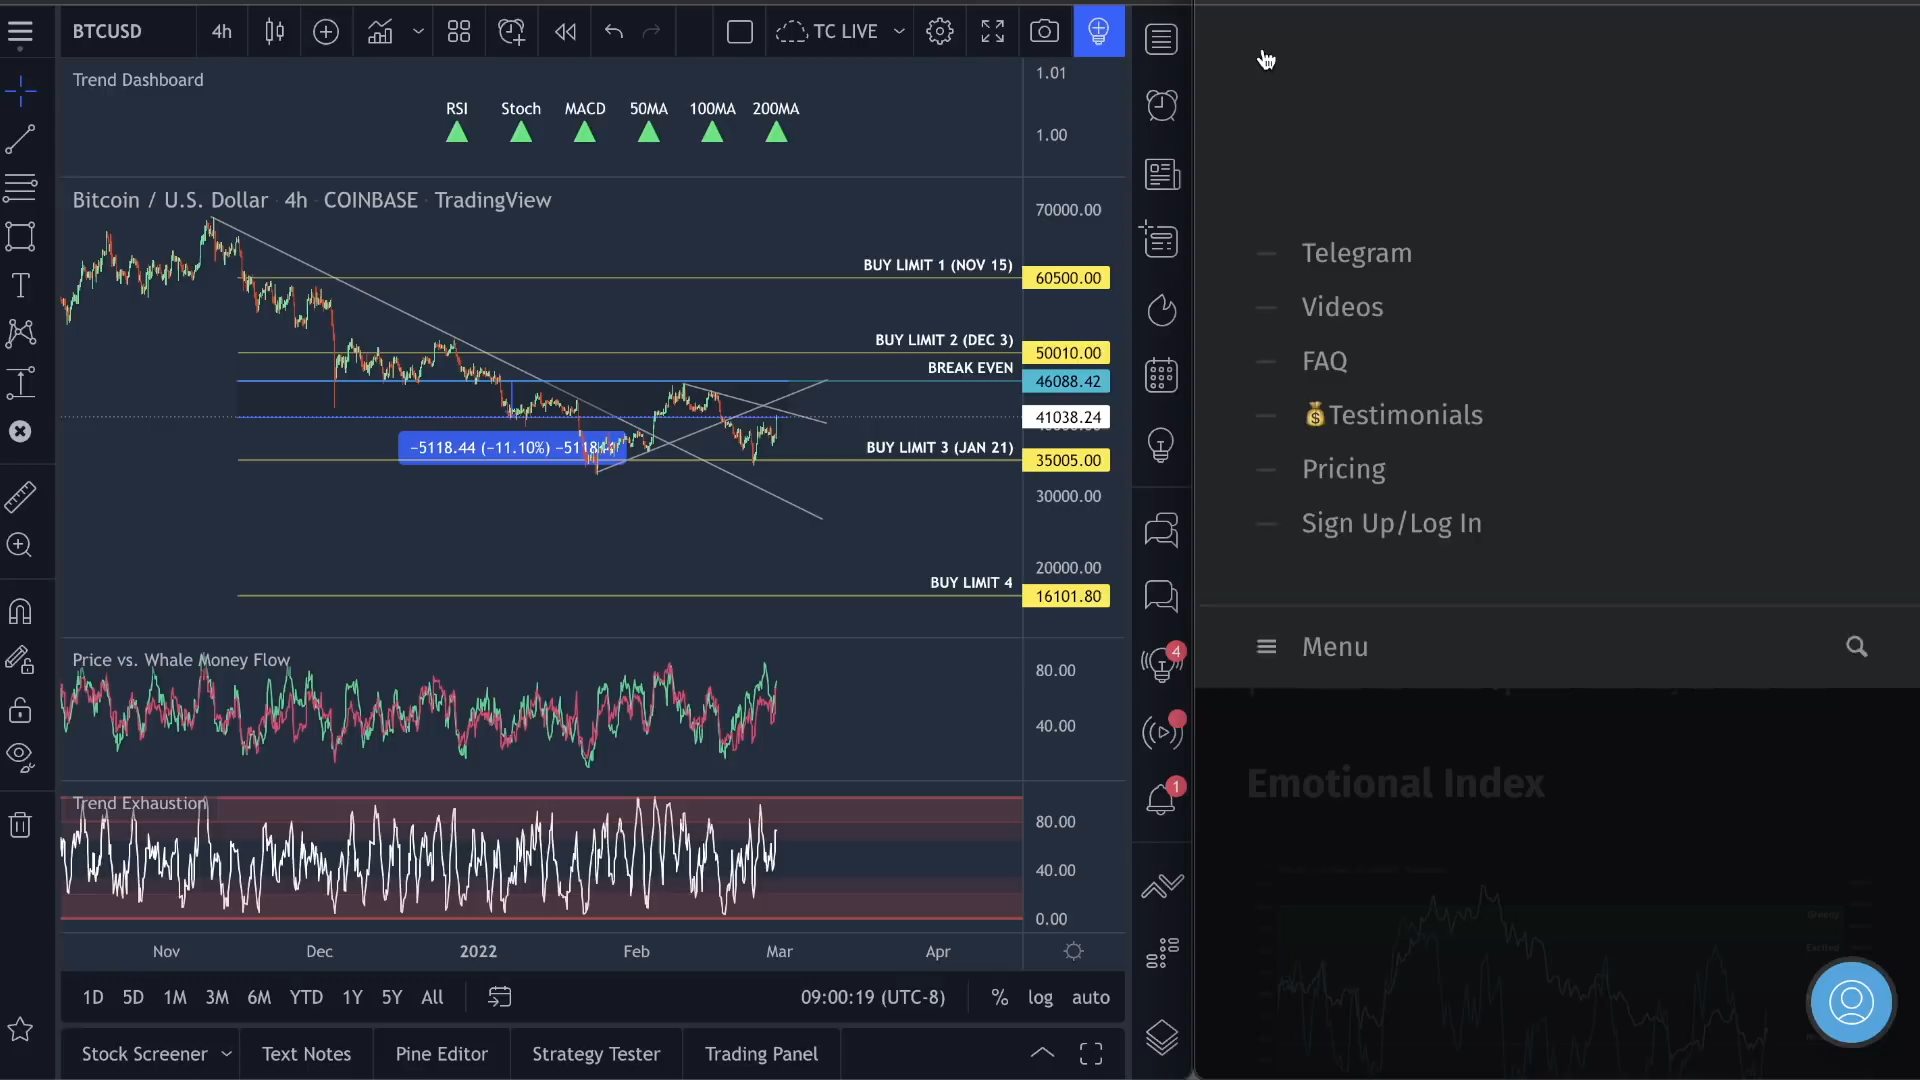 BTCUSD 4h TC LIVE
Trend Dashboard
RSI Stoch MACD 50MA 100MA 200MA
1.01
1.00
Bitcoin / U.S. Dollar · 4h · COINBASE · TradingView
70000.00
BUY LIMIT 1 (NOV 15) 60500.00
BUY LIMIT 2 (DEC 3) 50010.00
BREAK EVEN 46088.42
41038.24
−5118.44 (−11.10%)
BUY LIMIT 3 (JAN 21) 35005.00
30000.00
20000.00
BUY LIMIT 4 16101.80
Price vs. Whale Money Flow
80.00
40.00
Trend Exhaustion
80.00
40.00
0.00
Nov Dec 2022 Feb Mar Apr
1D 5D 1M 3M 6M YTD 1Y 5Y All 09:00:19 (UTC-8) % log auto
Stock Screener Text Notes Pine Editor Strategy Tester Trading Panel
4
1
Telegram
Videos
FAQ
💰Testimonials
Pricing
Sign Up/Log In
Menu
Emotional Index
Greedy
Excited